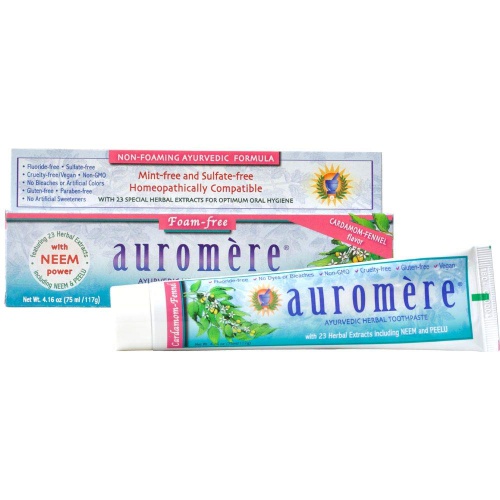 NON-FOAMING AYURVEDIC FORMULA
• Fluoride-free • Sulfate-free
• Cruelty-free/Vegan • Non-GMO
• No Bleaches or Artificial Colors
• Gluten-free • Paraben-free
• No Artificial Sweeteners
Mint-free and Sulfate-free
Homeopathically Compatible
WITH 23 SPECIAL HERBAL EXTRACTS FOR OPTIMUM ORAL HYGIENE
Foam-free
featuring 23 Herbal Extracts
with
NEEM
power
including NEEM & PEELU
auromère®
CARDAMOM-FENNEL
flavor
AYURVEDIC
Net Wt. 4.16 oz (75 ml / 117g)
Cardamom-Fennel
Fluoride-free ✓ No Dyes or Bleaches ✓ Non-GMO ✓ Cruelty-free ✓ Gluten-free ✓ Vegan
auromère®
AYURVEDIC HERBAL TOOTHPASTE
with 23 Herbal Extracts including NEEM and PEELU